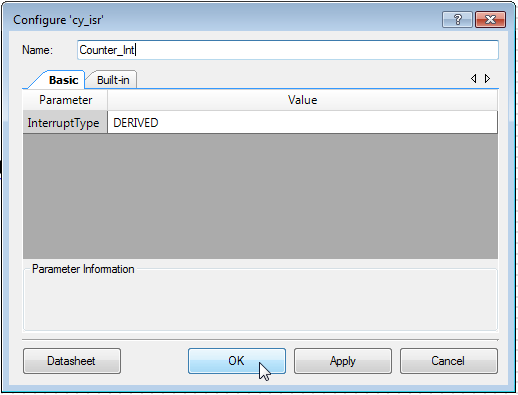 Configure 'cy_isr'
?
Name: Counter_Int
Basic Built-in
Parameter Value
InterruptType DERIVED
Parameter Information
Datasheet OK Apply Cancel